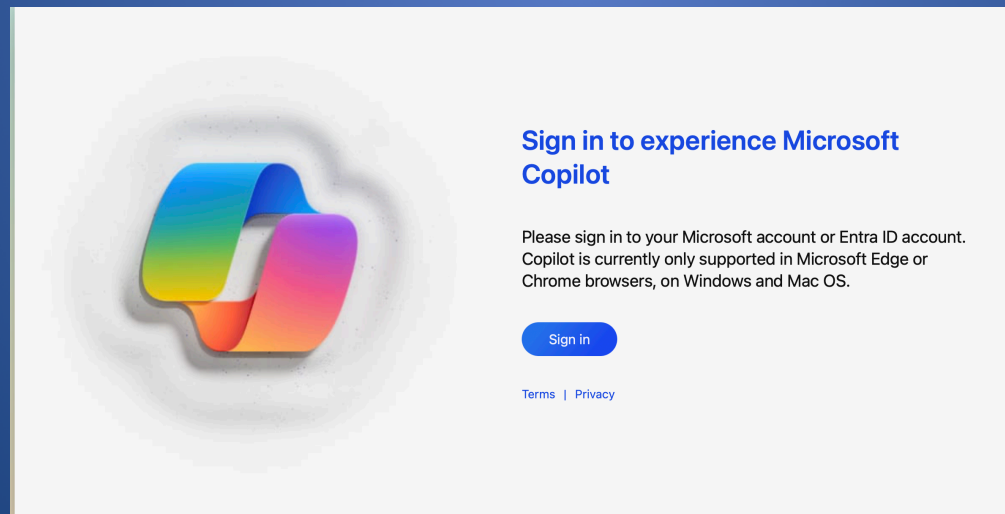 Sign in to experience Microsoft
Copilot
Please sign in to your Microsoft account or Entra ID account.
Copilot is currently only supported in Microsoft Edge or
Chrome browsers, on Windows and Mac OS.
Sign in
Terms | Privacy